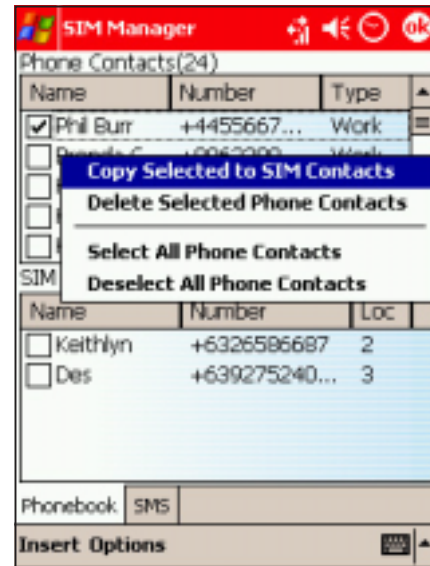 SIM Manager ok
Phone Contacts(24)
Name Number Type
Phil Burr +4455667... Work
Copy Selected to SIM Contacts
Delete Selected Phone Contacts
Select All Phone Contacts
SIM
Deselect All Phone Contacts
Name Number Loc
Keithlyn +6326586687 2
Des +639275240... 3
Phonebook SMS
Insert Options